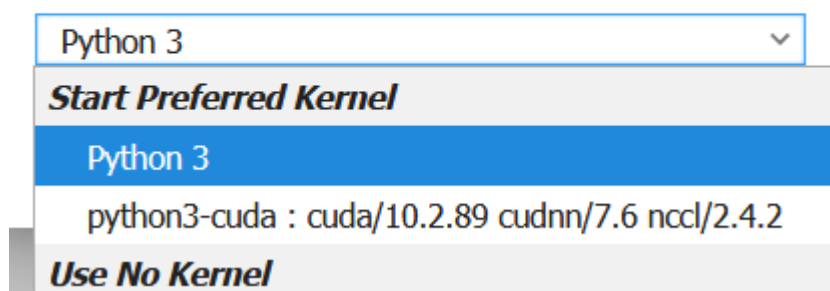 Python 3
Start Preferred Kernel
Python 3
python3-cuda : cuda/10.2.89 cudnn/7.6 nccl/2.4.2
Use No Kernel